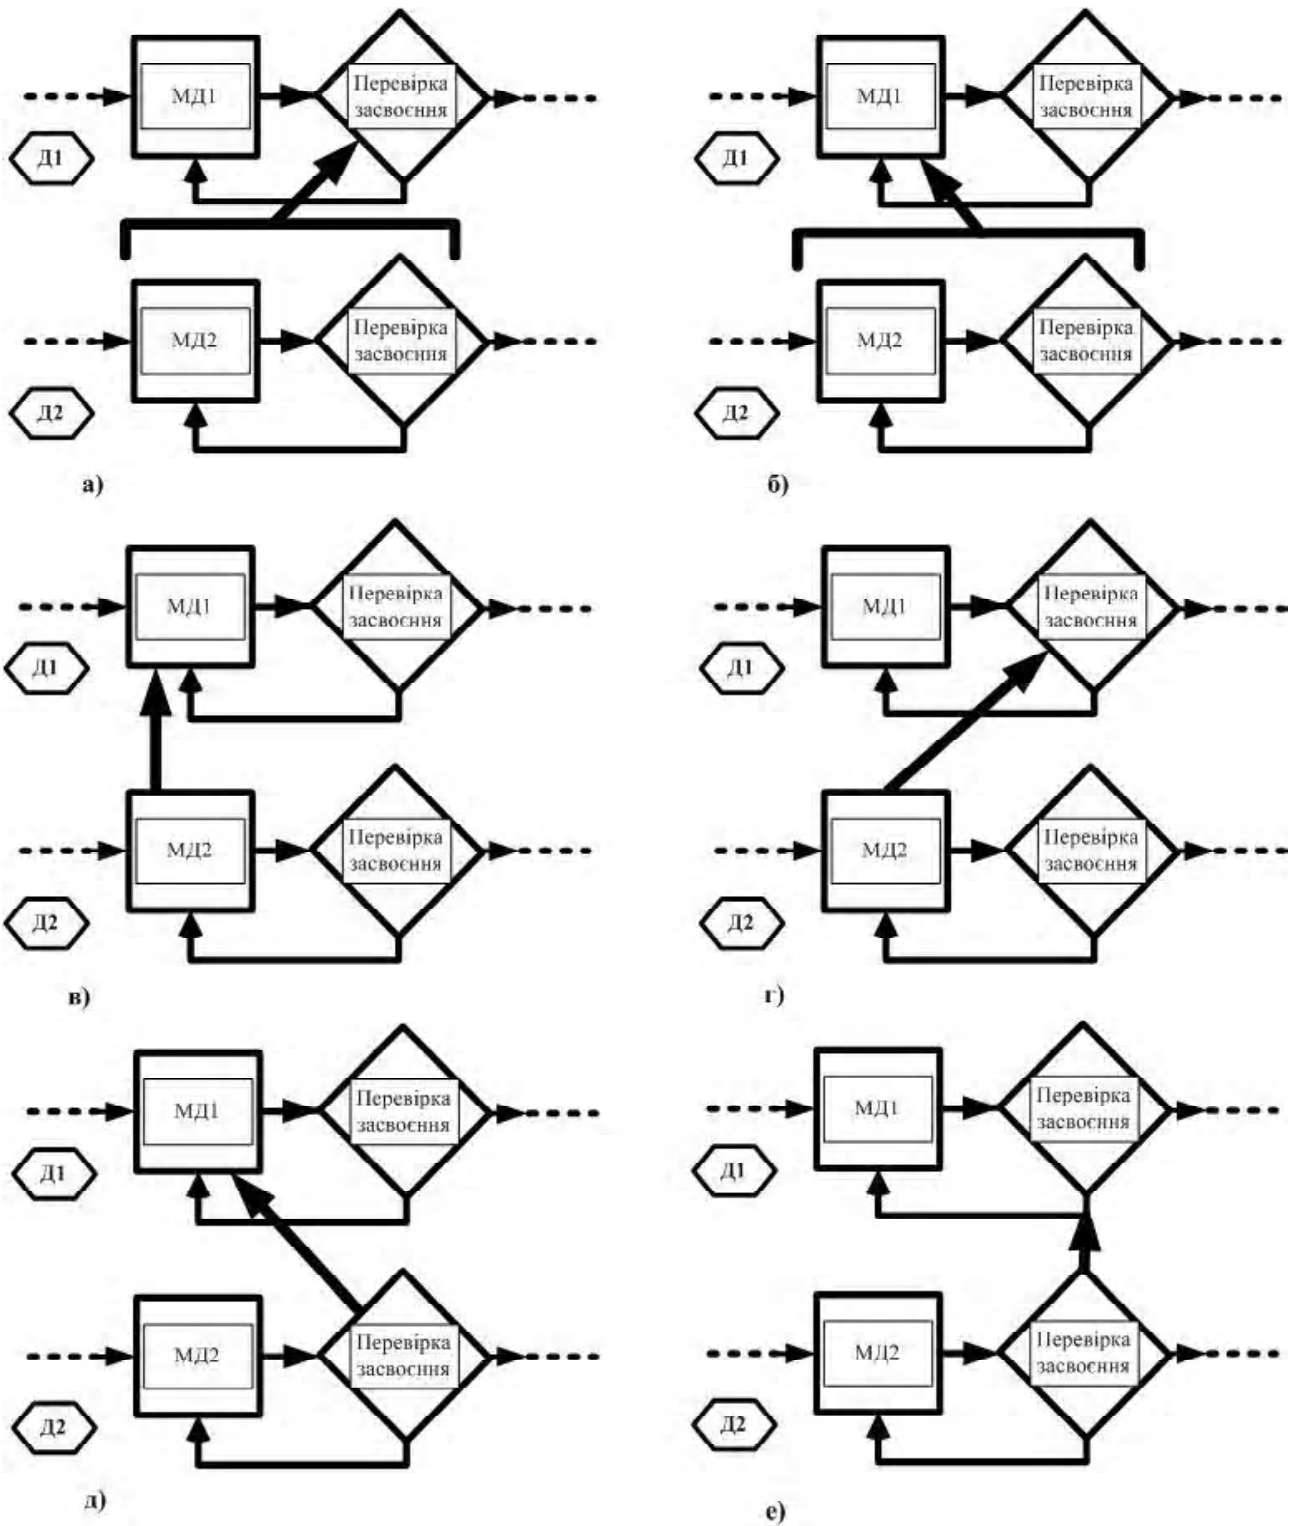 МД1
Перевірка
засвоєння
Д1
МД2
Перевірка
засвоєння
Д2
а)
МД1
Перевірка
засвоєння
Д1
МД2
Перевірка
засвоєння
Д2
б)
МД1
Перевірка
засвоєння
Д1
МД2
Перевірка
засвоєння
Д2
в)
МД1
Перевірка
засвоєння
Д1
МД2
Перевірка
засвоєння
Д2
г)
МД1
Перевірка
засвоєння
Д1
МД2
Перевірка
засвоєння
Д2
д)
МД1
Перевірка
засвоєння
Д1
МД2
Перевірка
засвоєння
Д2
е)